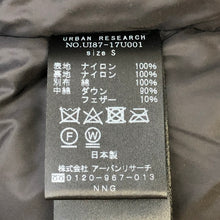 URBAN RESEARCH
NO.UI87-17U001
size S
表地 ナイロン 100%
裏地 ナイロン 100%
別布 綿 100%
中綿 ダウン 90%
フェザー 10%
F W
日本製
株式会社 アーバンリサーチ
0120-967-013
NNG